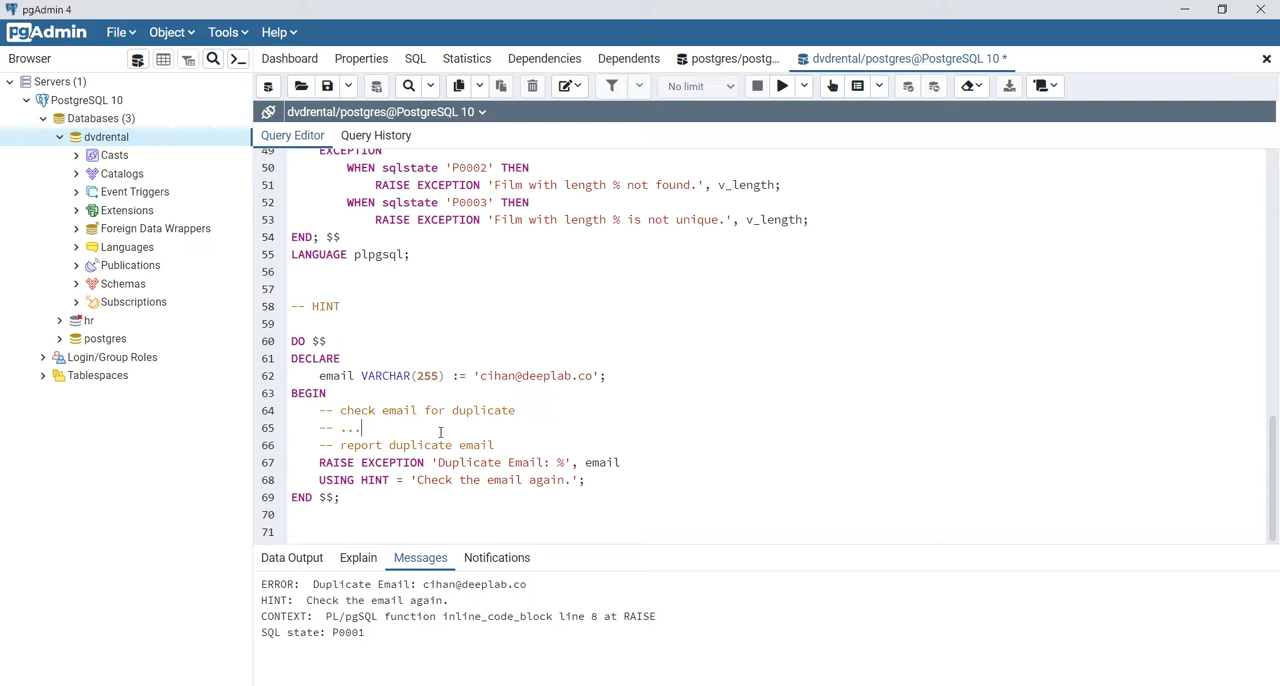 pgAdmin 4
pgAdmin File Object Tools Help
Browser Dashboard Properties SQL Statistics Dependencies Dependents postgres/postg... dvdrental/postgres@PostgreSQL 10 *
Servers (1)
No limit
PostgreSQL 10
dvdrental/postgres@PostgreSQL 10
Databases (3)
dvdrental
Query Editor Query History
Casts
Catalogs
Event Triggers
Extensions
Foreign Data Wrappers
Languages
Publications
Schemas
Subscriptions
hr
postgres
Login/Group Roles
Tablespaces
49 EXCEPTION
50 WHEN sqlstate 'P0002' THEN
51 RAISE EXCEPTION 'Film with length % not found.', v_length;
52 WHEN sqlstate 'P0003' THEN
53 RAISE EXCEPTION 'Film with length % is not unique.', v_length;
54 END; $$
55 LANGUAGE plpgsql;
56
57
58 -- HINT
59
60 DO $$
61 DECLARE
62 email VARCHAR(255) := 'cihan@deeplab.co';
63 BEGIN
64 -- check email for duplicate
65 -- ...
66 -- report duplicate email
67 RAISE EXCEPTION 'Duplicate Email: %', email
68 USING HINT = 'Check the email again.';
69 END $$;
70
71
Data Output Explain Messages Notifications
ERROR: Duplicate Email: cihan@deeplab.co
HINT: Check the email again.
CONTEXT: PL/pgSQL function inline_code_block line 8 at RAISE
SQL state: P0001